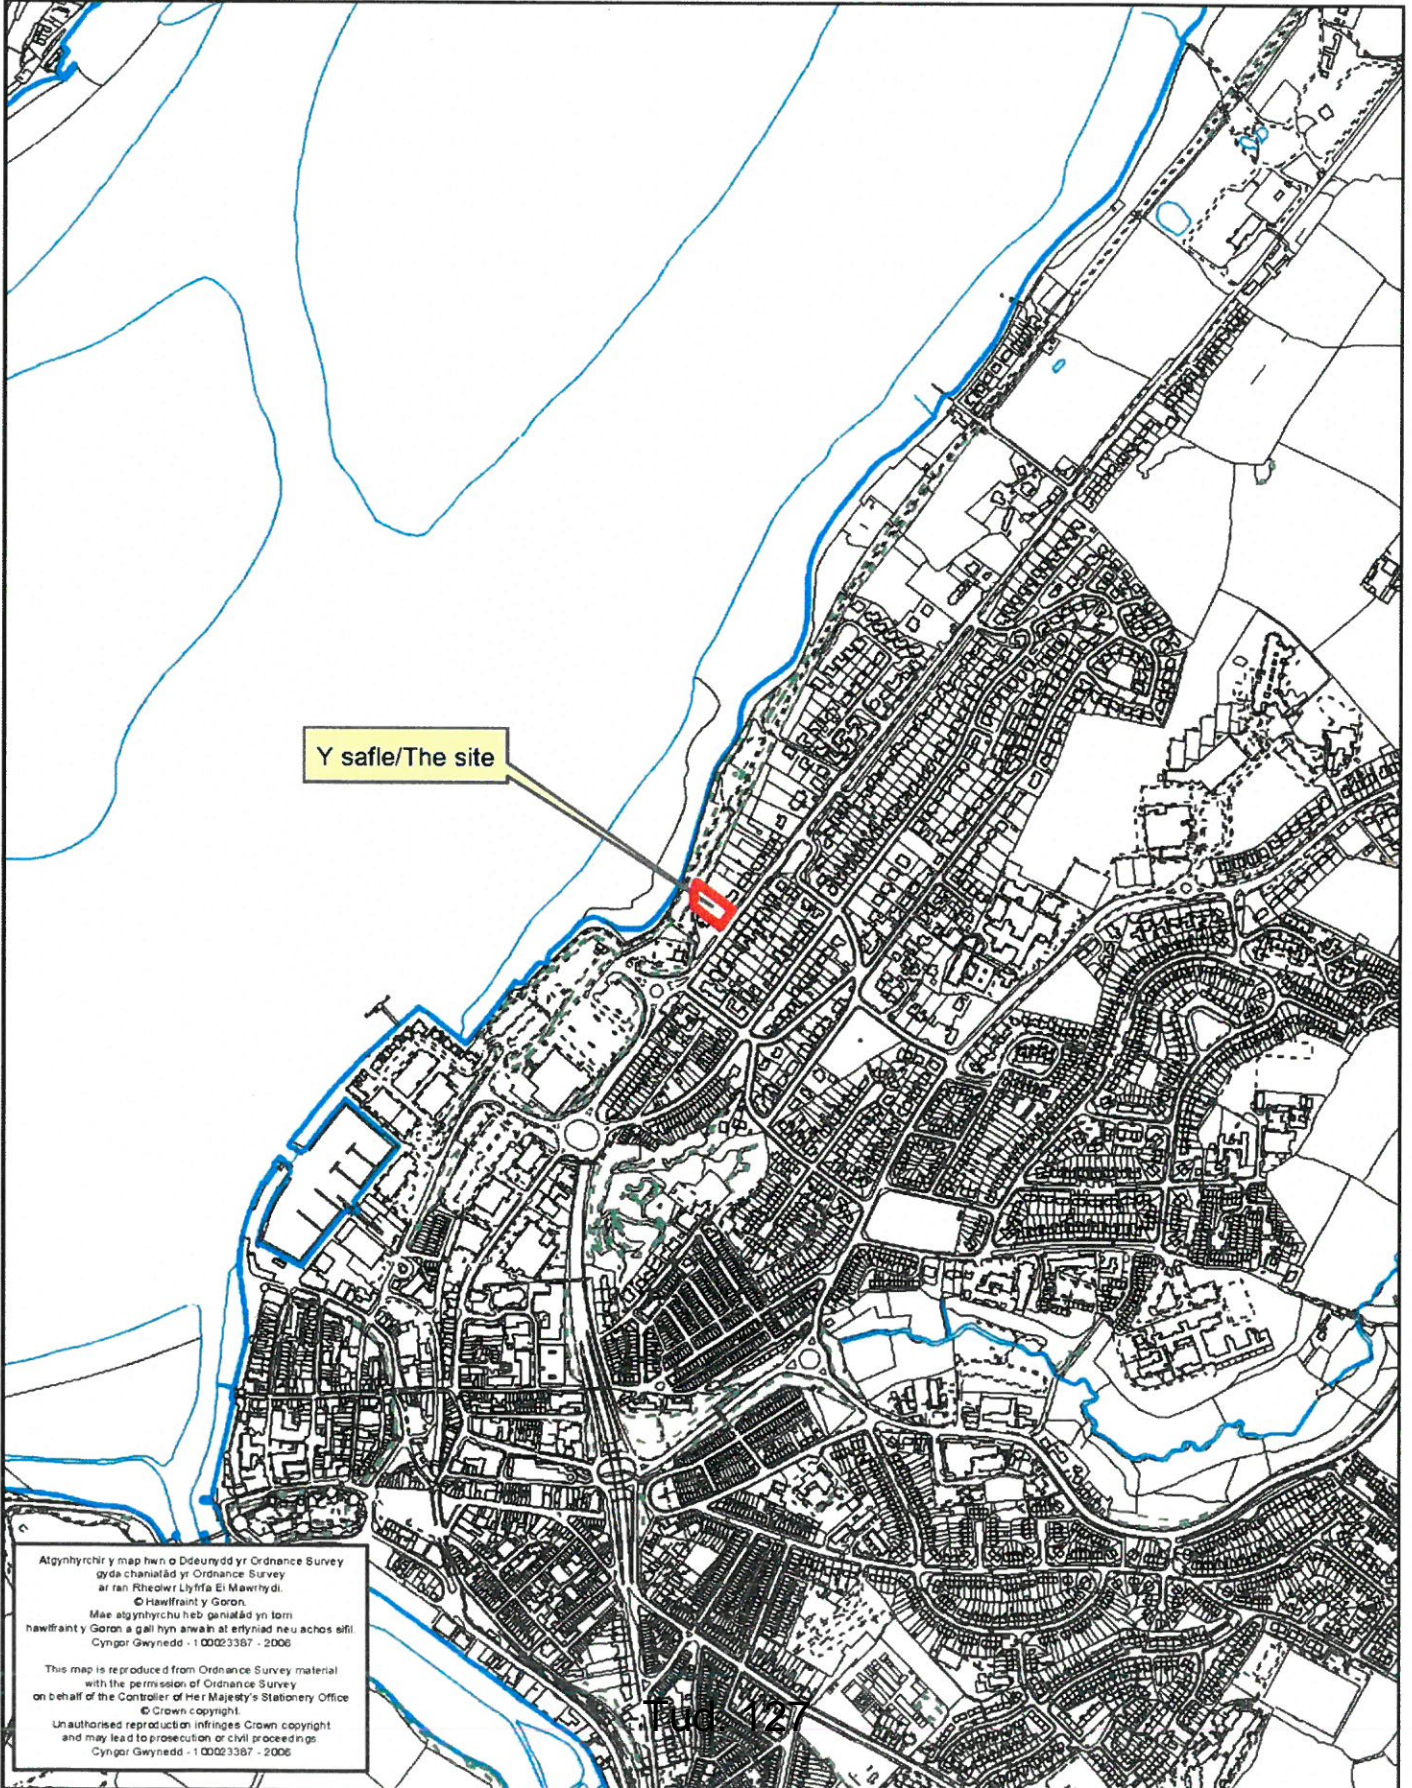 Y safle/The site
Atgynhyrchir y map hwn o Ddeunydd yr Ordnance Survey
gyda chaniatâd yr Ordnance Survey
ar ran Rheolwr Llyfrfa Ei Mawrhydi.
© Hawlfraint y Goron.
Mae atgynhyrchu heb ganiatâd yn torri
hawlfraint y Goron a gall hyn arwain at erlyniad neu achos sifil.
Cyngor Gwynedd - 100023387 - 2006
This map is reproduced from Ordnance Survey material
with the permission of Ordnance Survey
on behalf of the Controller of Her Majesty's Stationery Office
© Crown copyright.
Unauthorised reproduction infringes Crown copyright
and may lead to prosecution or civil proceedings.
Cyngor Gwynedd - 100023387 - 2006
Tud. 127